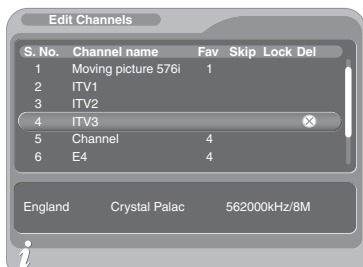 Edit Channels
S. No. Channel name Fav Skip Lock Del
1 Moving picture 576i 1
2 ITV1
3 ITV2
4 ITV3
5 Channel 4
6 E4 4
England Crystal Palac 562000kHz/8M
i